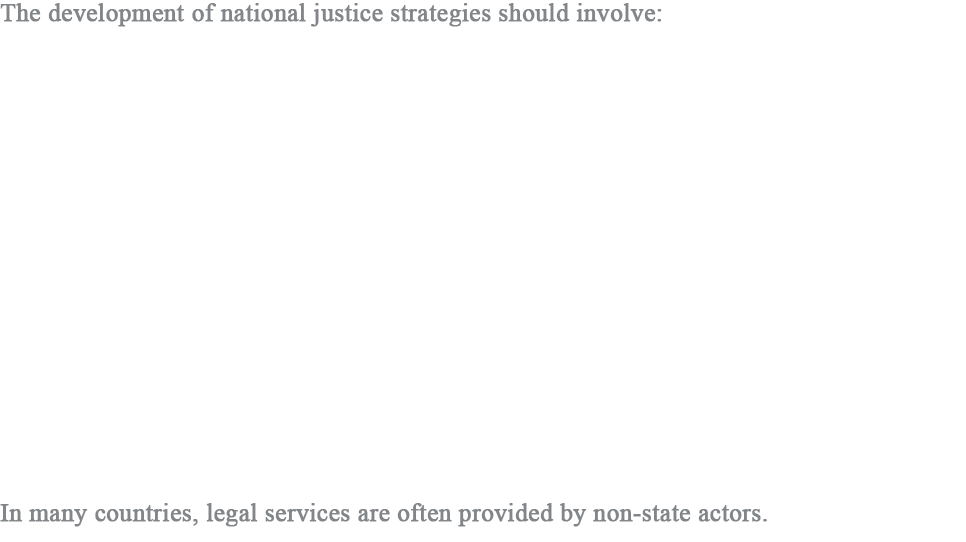 The development of national justice strategies should involve:
In many countries, legal services are often provided by non-state actors.